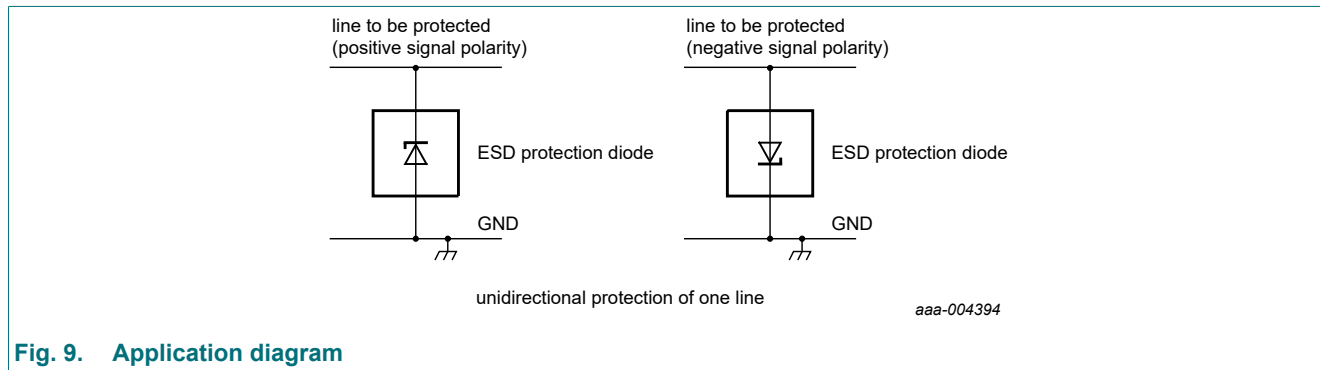 line to be protected
(positive signal polarity)
ESD protection diode
GND
line to be protected
(negative signal polarity)
ESD protection diode
GND
unidirectional protection of one line
aaa-004394
Fig. 9. Application diagram